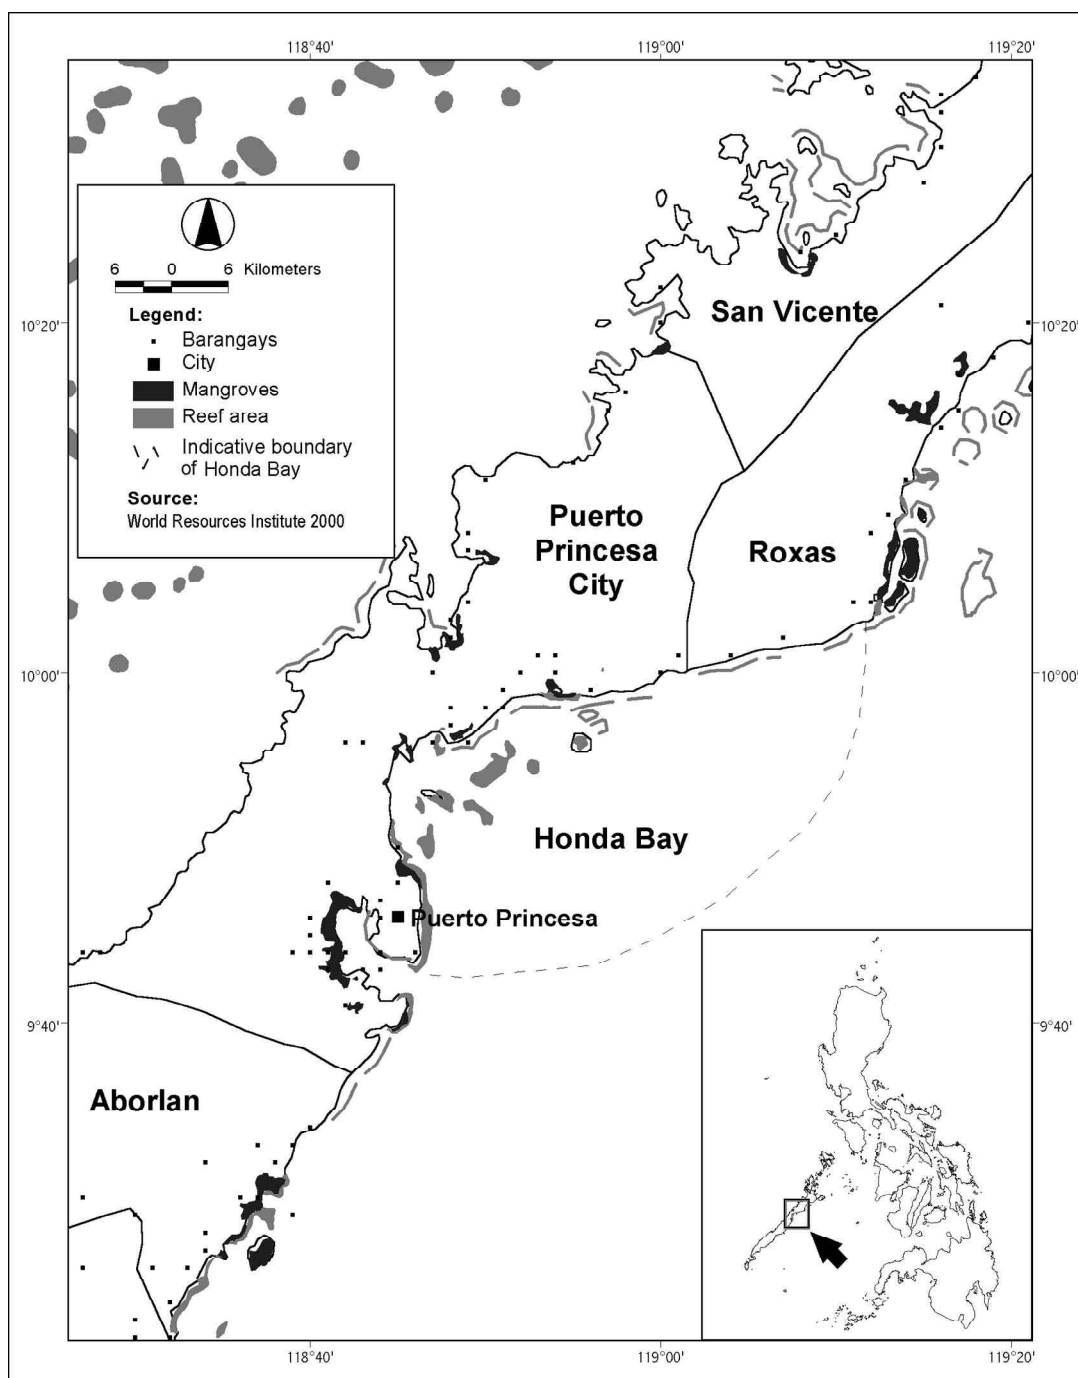 118°40'
119°00'
119°20'
6 0 6 Kilometers
Legend:
Barangays
City
Mangroves
Reef area
Indicative boundary
of Honda Bay
Source:
World Resources Institute 2000
San Vicente
10°20'
10°20'
Puerto
Princesa
City
Roxas
10°00'
10°00'
Honda Bay
Puerto Princesa
9°40'
9°40'
Aborlan
118°40'
119°00'
119°20'